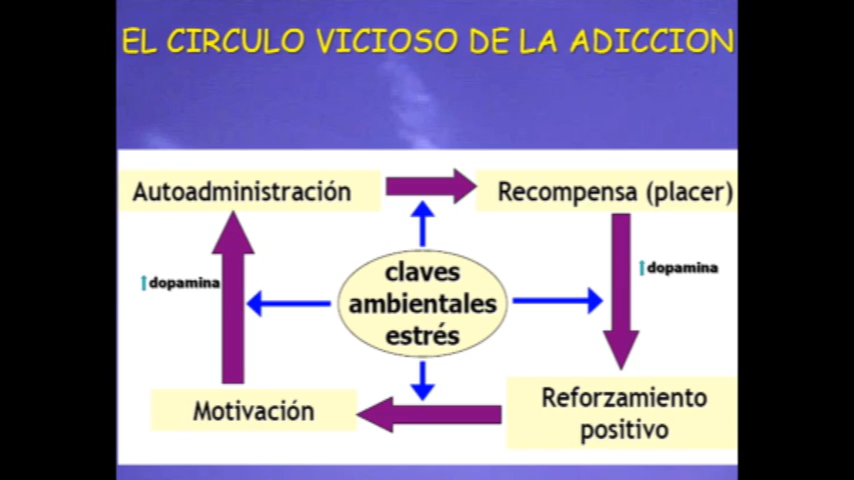 EL CIRCULO VICIOSO DE LA ADICCION
Autoadministración
Recompensa (placer)
dopamina
dopamina
claves
ambientales
estrés
Motivación
Reforzamiento
positivo